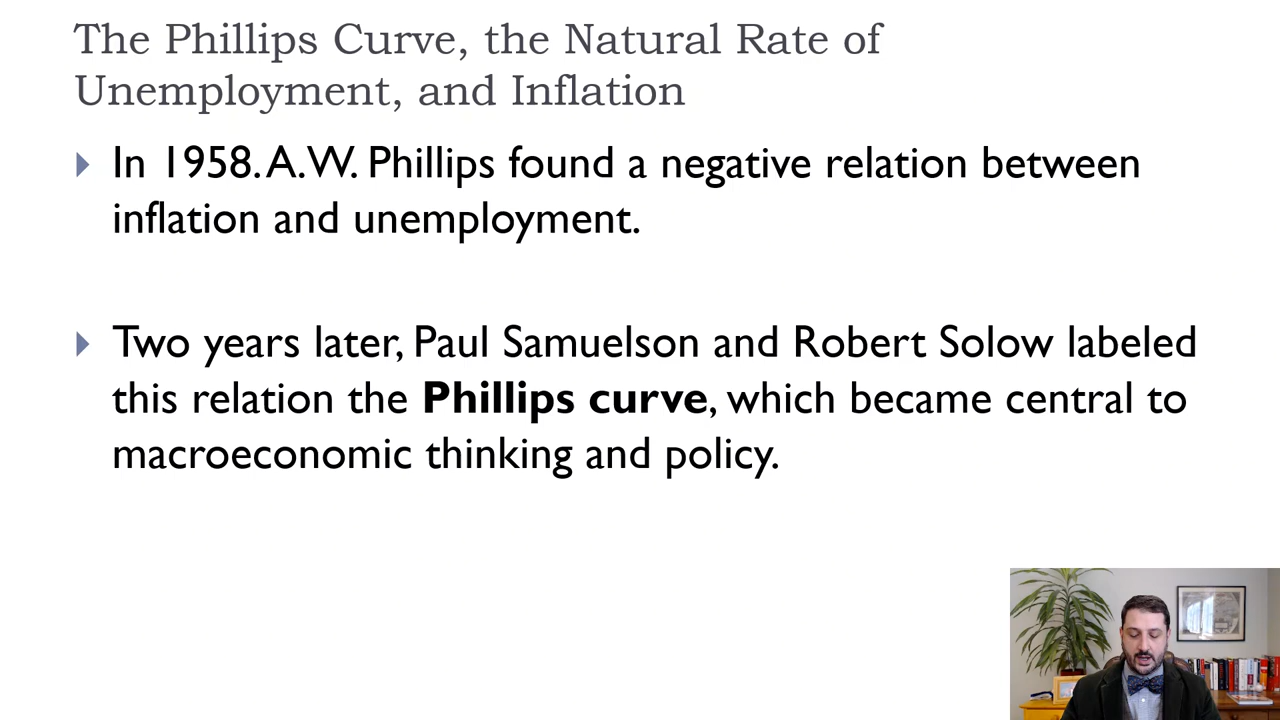 The Phillips Curve, the Natural Rate of
Unemployment, and Inflation
In 1958. A.W. Phillips found a negative relation between
inflation and unemployment.
Two years later, Paul Samuelson and Robert Solow labeled
this relation the Phillips curve, which became central to
macroeconomic thinking and policy.